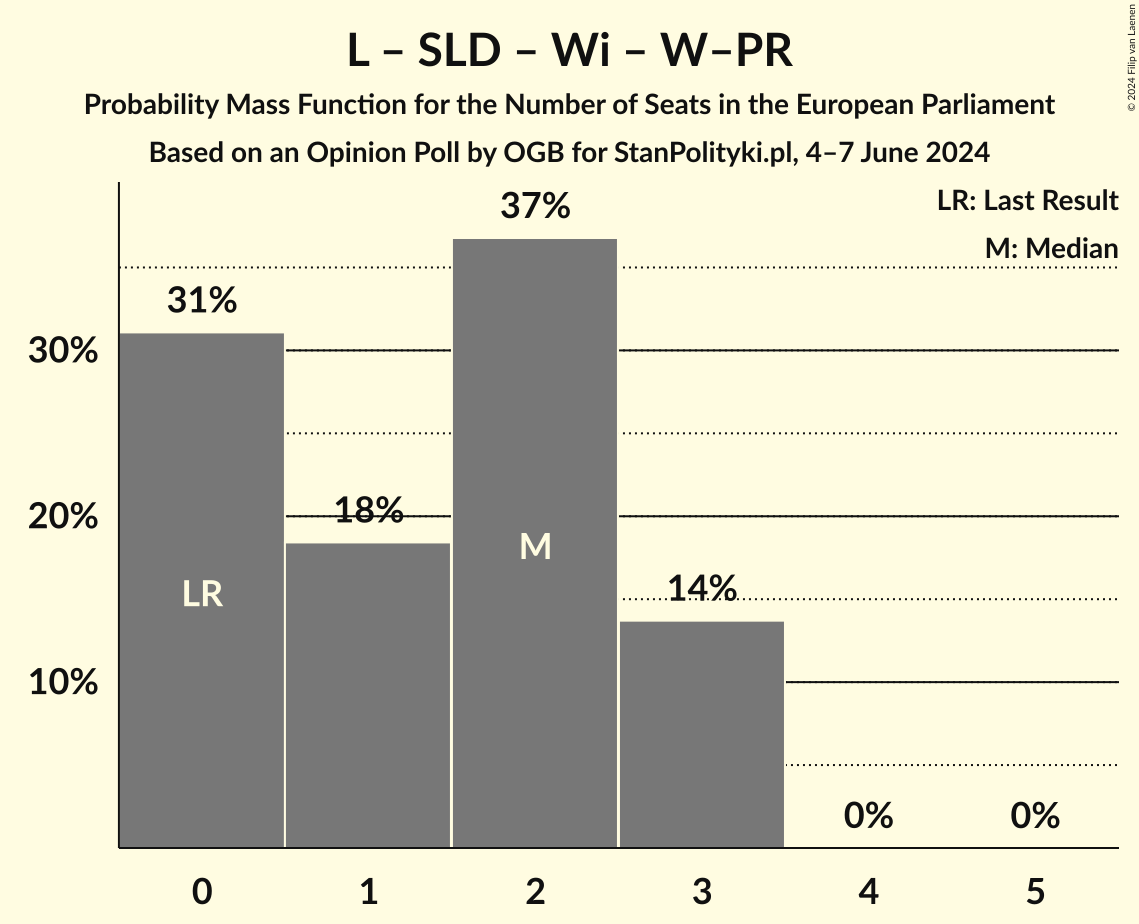 L – SLD – Wi – W–PR
Probability Mass Function for the Number of Seats in the European Parliament
Based on an Opinion Poll by OGB for StanPolityki.pl, 4–7 June 2024
© 2024 Filip van Laenen
LR: Last Result
M: Median
37%
31%
30%
20%
18%
M
LR
14%
10%
0%
0%
0
1
2
3
4
5